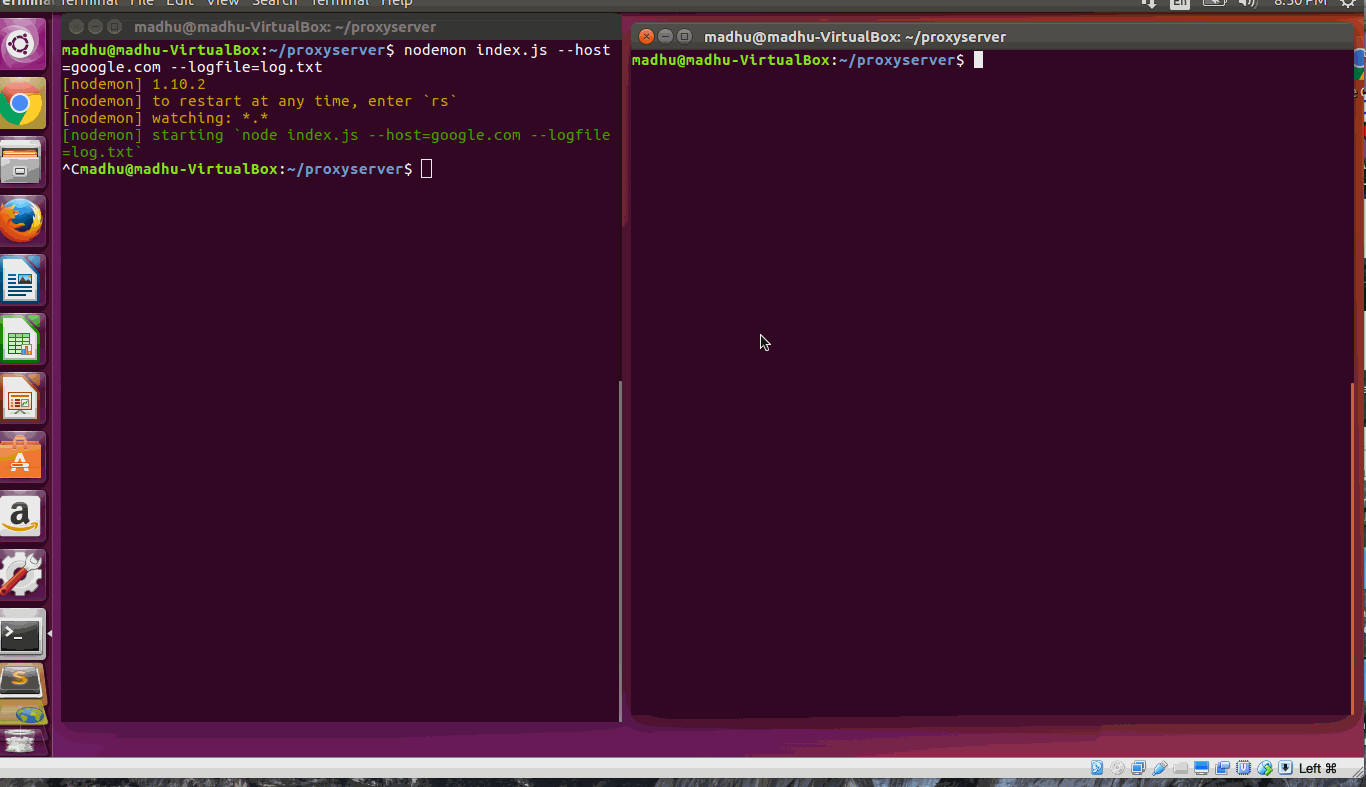 Terminal File Edit View Search Terminal Help
En
8:50 PM
madhu@madhu-VirtualBox: ~/proxyserver
madhu@madhu-VirtualBox:~/proxyserver$ nodemon index.js --host
=google.com --logfile=log.txt
[nodemon] 1.10.2
[nodemon] to restart at any time, enter `rs`
[nodemon] watching: *.*
[nodemon] starting `node index.js --host=google.com --logfile
=log.txt`
^Cmadhu@madhu-VirtualBox:~/proxyserver$
madhu@madhu-VirtualBox: ~/proxyserver
madhu@madhu-VirtualBox:~/proxyserver$
Left ⌘